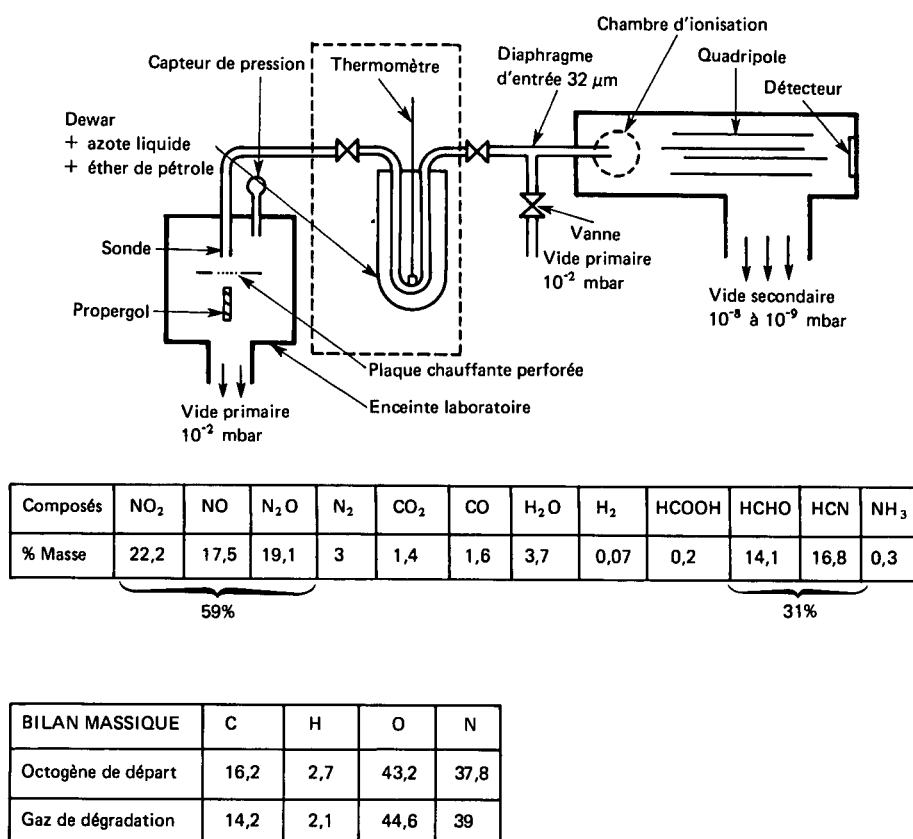 Chambre d'ionisation
Capteur de pression
Thermomètre
Diaphragme
d'entrée 32 µm
Quadripole
Détecteur
Dewar
+ azote liquide
+ éther de pétrole
Sonde
Propergol
Vanne
Vide primaire
10⁻² mbar
Vide secondaire
10⁻⁸ à 10⁻⁹ mbar
Plaque chauffante perforée
Enceinte laboratoire
Vide primaire
10⁻² mbar
Composés NO₂ NO N₂O N₂ CO₂ CO H₂O H₂ HCOOH HCHO HCN NH₃
% Masse 22,2 17,5 19,1 3 1,4 1,6 3,7 0,07 0,2 14,1 16,8 0,3
59% 31%
BILAN MASSIQUE C H O N
Octogène de départ 16,2 2,7 43,2 37,8
Gaz de dégradation 14,2 2,1 44,6 39